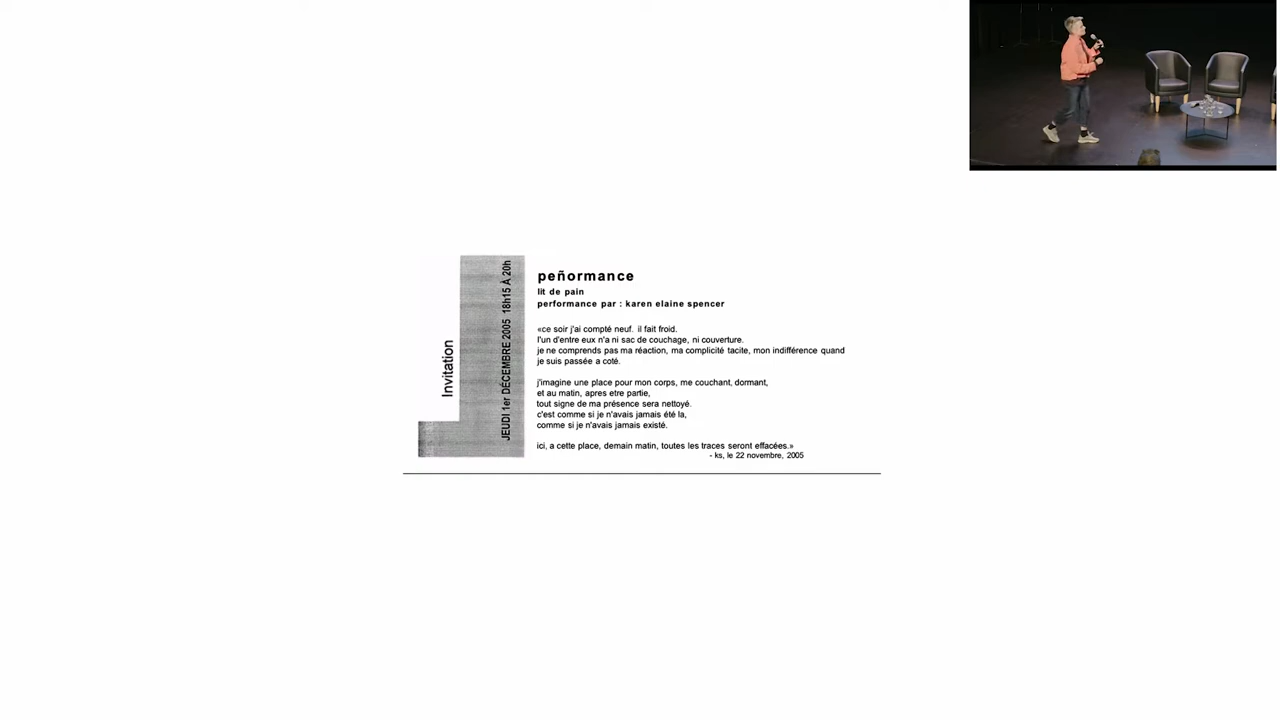 Invitation
JEUDI 1er DÉCEMBRE 2005 18h15 À 20h
peñormance
lit de pain
performance par : karen elaine spencer
«ce soir j'ai compté neuf. il fait froid.
l'un d'entre eux n'a ni sac de couchage, ni couverture.
je ne comprends pas ma réaction, ma complicité tacite, mon indifférence quand
je suis passée a coté.
j'imagine une place pour mon corps, me couchant, dormant,
et au matin, apres etre partie,
tout signe de ma présence sera nettoyé.
c'est comme si je n'avais jamais été la,
comme si je n'avais jamais existé.
ici, a cette place, demain matin, toutes les traces seront effacées.»
- ks, le 22 novembre, 2005